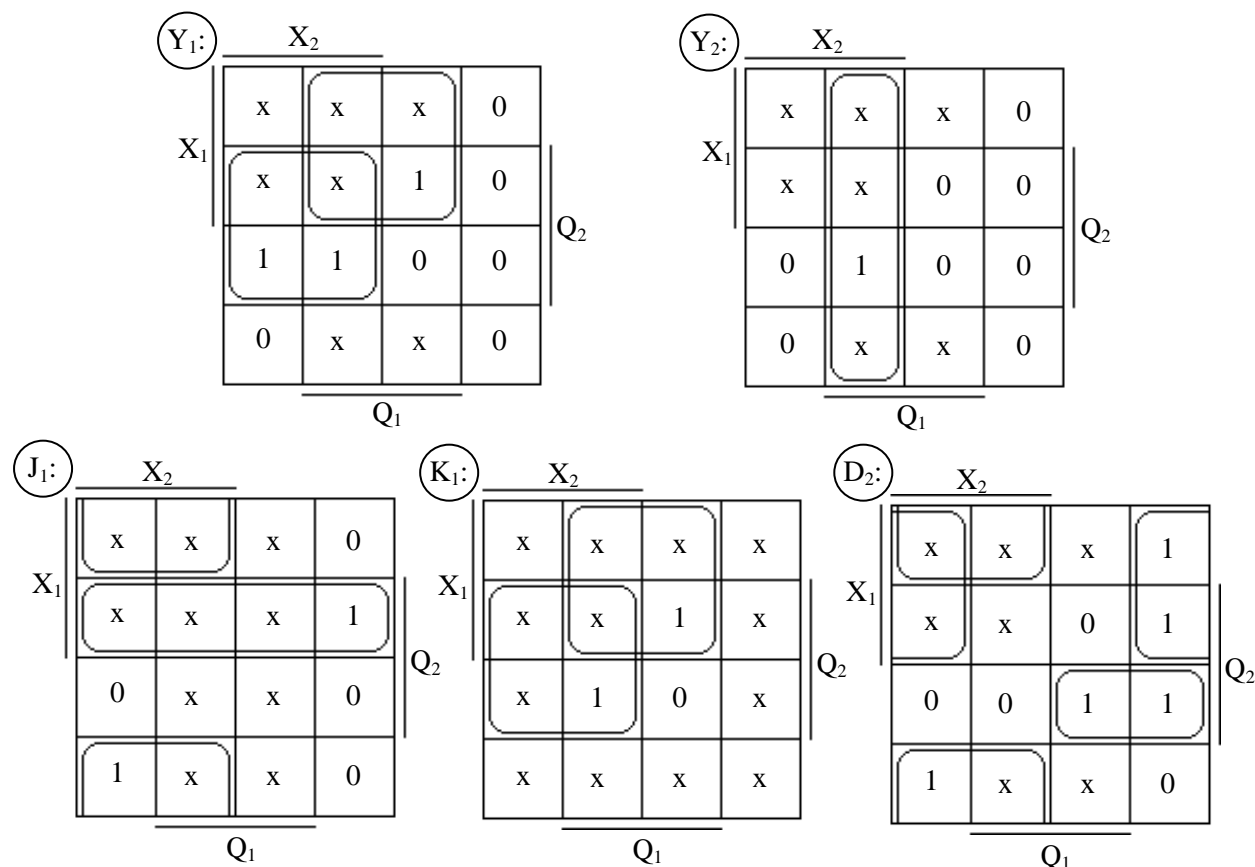 Y₁: X₂ Y₂: X₂
x x x 0 x x x 0
X₁ X₁
x x 1 0 x x 0 0
Q₂ Q₂
1 1 0 0 0 1 0 0
0 x x 0 0 x x 0
Q₁ Q₁
J₁: X₂ K₁: X₂ D₂: X₂
x x x 0 x x x x x x x 1
X₁ X₁ X₁
x x x 1 x x 1 x x x 0 1
Q₂ Q₂ Q₂
0 x x 0 x 1 0 x 0 0 1 1
1 x x 0 x x x x 1 x x 0
Q₁ Q₁ Q₁